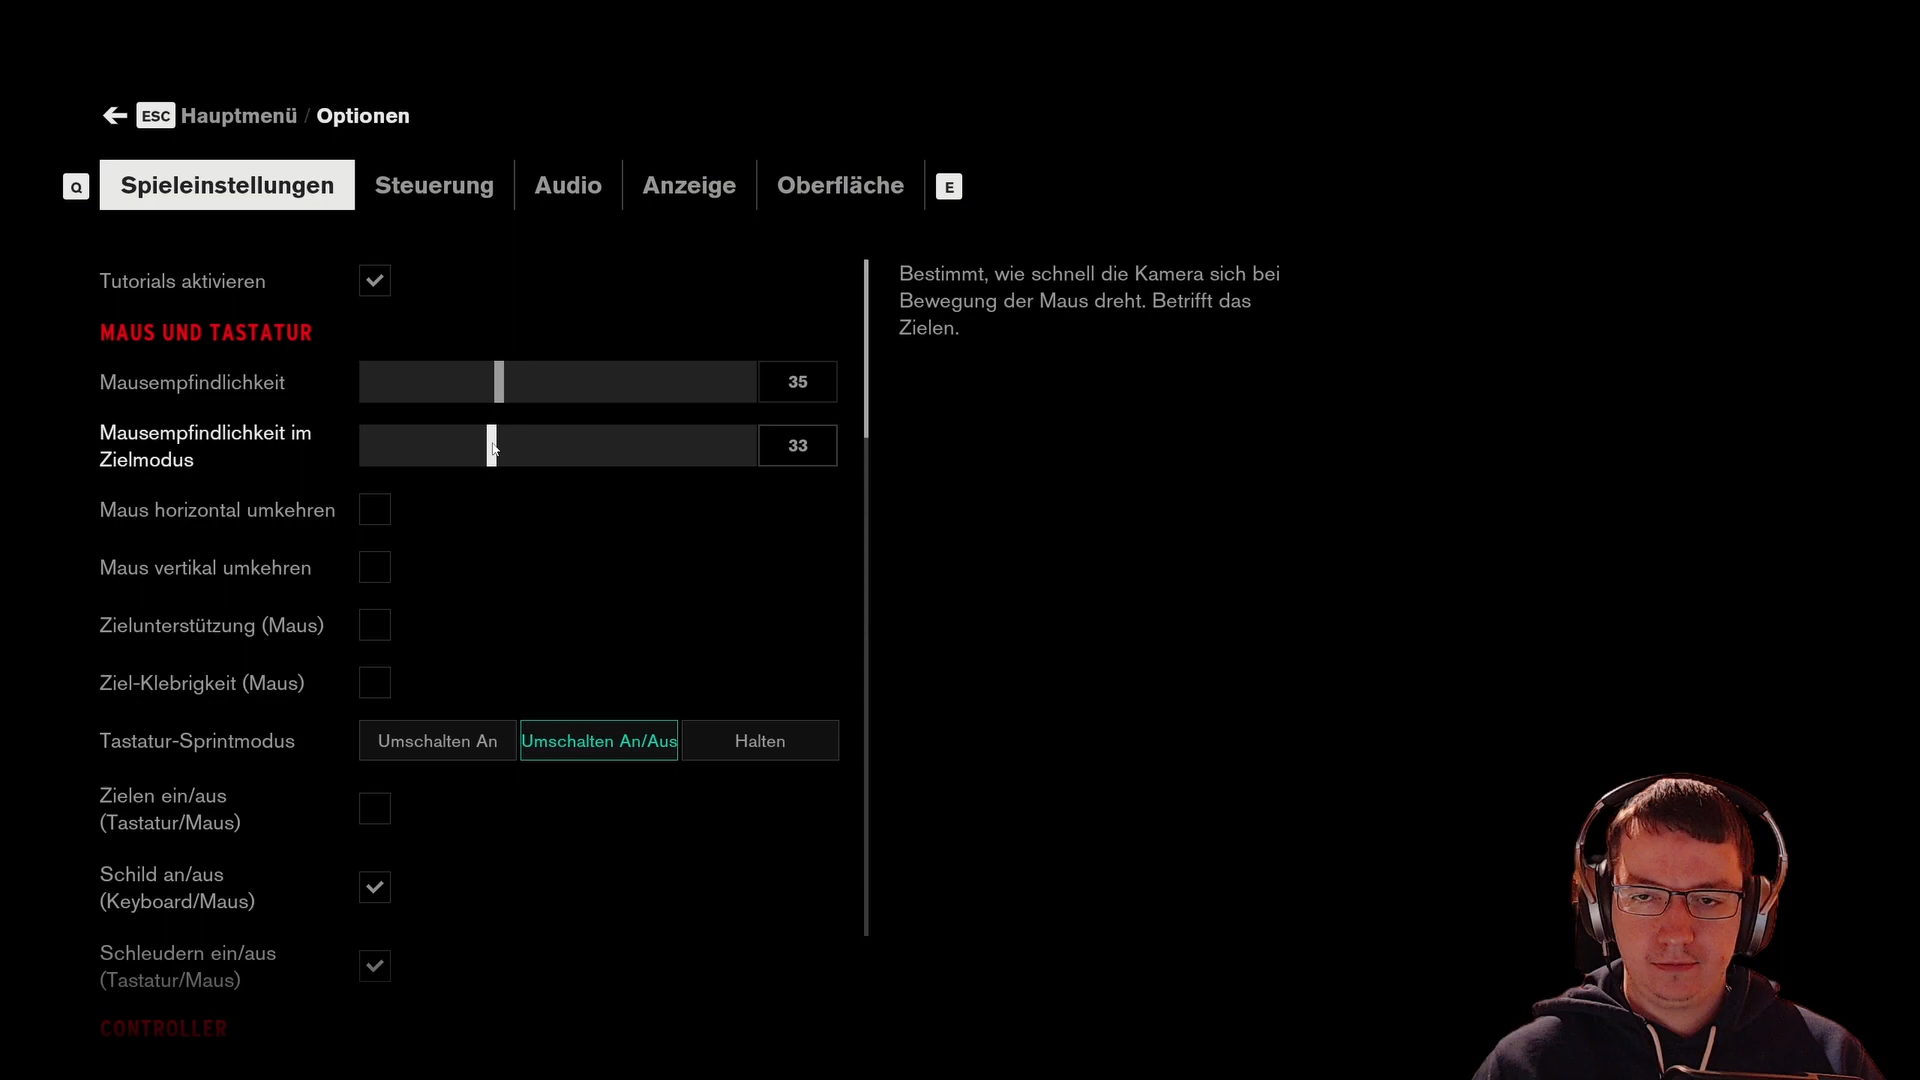 ESC Hauptmenü / Optionen
Q Spieleinstellungen Steuerung Audio Anzeige Oberfläche E
Tutorials aktivieren
MAUS UND TASTATUR
Mausempfindlichkeit 35
Mausempfindlichkeit im
Zielmodus
33
Maus horizontal umkehren
Maus vertikal umkehren
Zielunterstützung (Maus)
Ziel-Klebrigkeit (Maus)
Tastatur-Sprintmodus Umschalten An Umschalten An/Aus Halten
Zielen ein/aus
(Tastatur/Maus)
Schild an/aus
(Keyboard/Maus)
Schleudern ein/aus
(Tastatur/Maus)
CONTROLLER
Bestimmt, wie schnell die Kamera sich bei
Bewegung der Maus dreht. Betrifft das
Zielen.